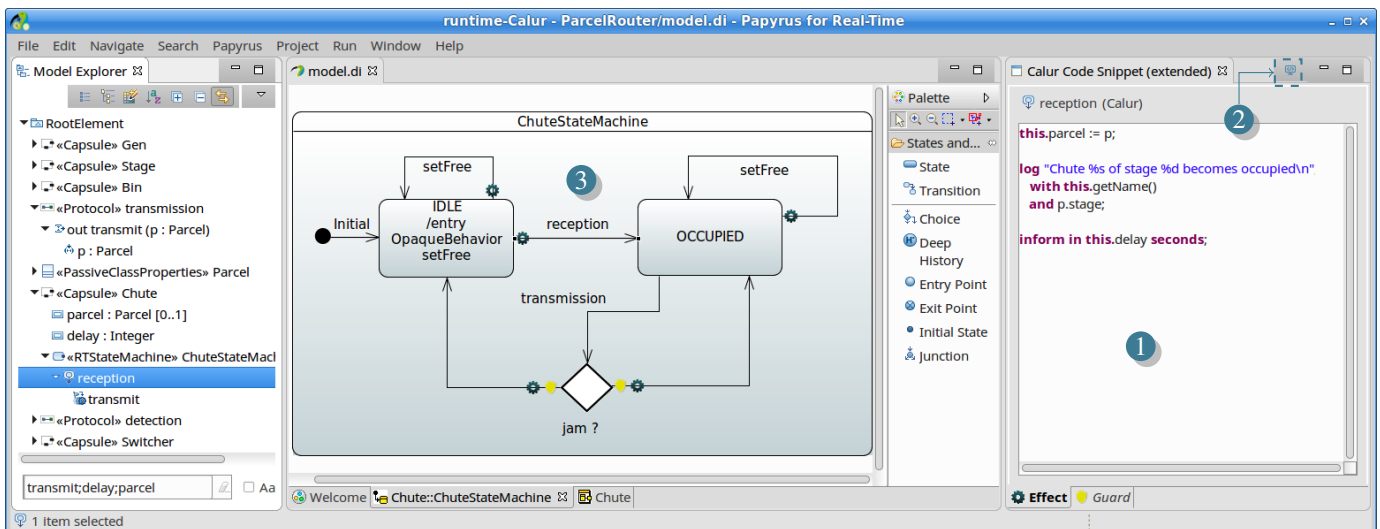 runtime-Calur - ParcelRouter/model.di - Papyrus for Real-Time
File Edit Navigate Search Papyrus Project Run Window Help
Model Explorer
RootElement
«Capsule» Gen
«Capsule» Stage
«Capsule» Bin
«Protocol» transmission
out transmit (p : Parcel)
p : Parcel
«PassiveClassProperties» Parcel
«Capsule» Chute
parcel : Parcel [0..1]
delay : Integer
«RTStateMachine» ChuteStateMacl
reception
transmit
«Protocol» detection
«Capsule» Switcher
transmit;delay;parcel
Aa
1 item selected
model.di
ChuteStateMachine
setFree
3
setFree
Initial
IDLE
/entry
OpaqueBehavior
setFree
reception
OCCUPIED
transmission
jam ?
Welcome Chute::ChuteStateMachine Chute
Palette
States and...
State
Transition
Choice
Deep
History
Entry Point
Exit Point
Initial State
Junction
Calur Code Snippet (extended)
2
reception (Calur)
this.parcel := p;
log "Chute %s of stage %d becomes occupied\n"
with this.getName()
and p.stage;
inform in this.delay seconds;
1
Effect Guard